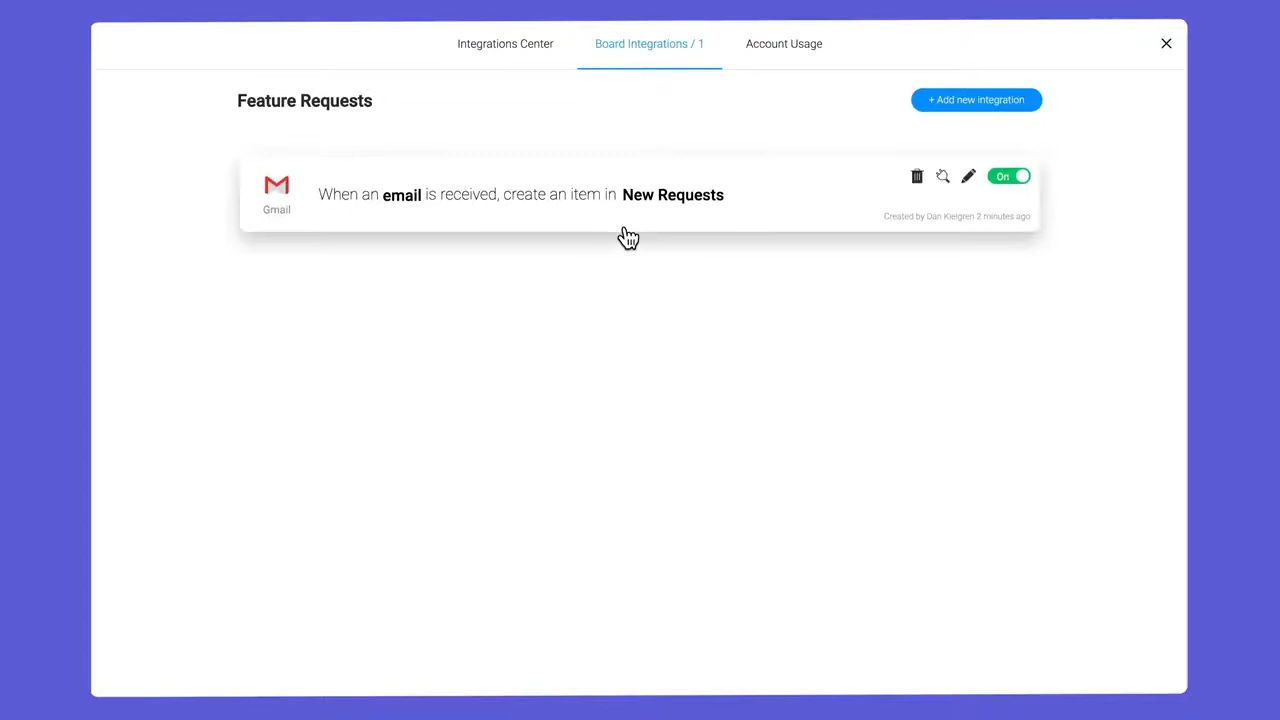 Integrations Center
Board Integrations / 1
Account Usage
Feature Requests
+ Add new integration
When an email is received, create an item in New Requests
On
Gmail
Created by Dan Kielgren 2 minutes ago